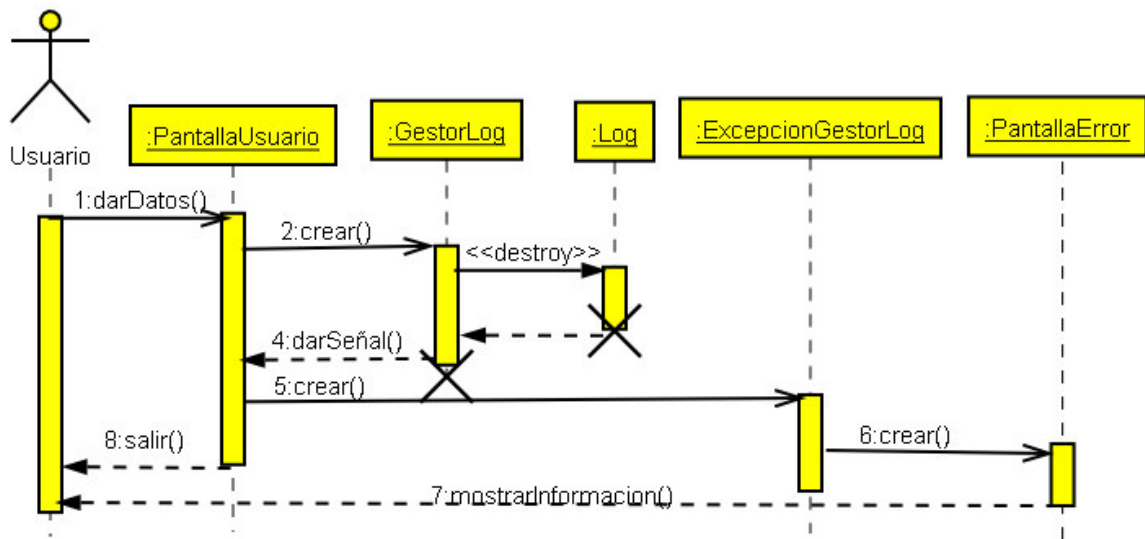 :PantallaUsuario
:GestorLog
:Log
:ExcepcionGestorLog
:PantallaError
Usuario
1:darDatos()
2:crear()
<<destroy>>
4:darSeñal()
5:crear()
6:crear()
8:salir()
7:mostrarInformacion()